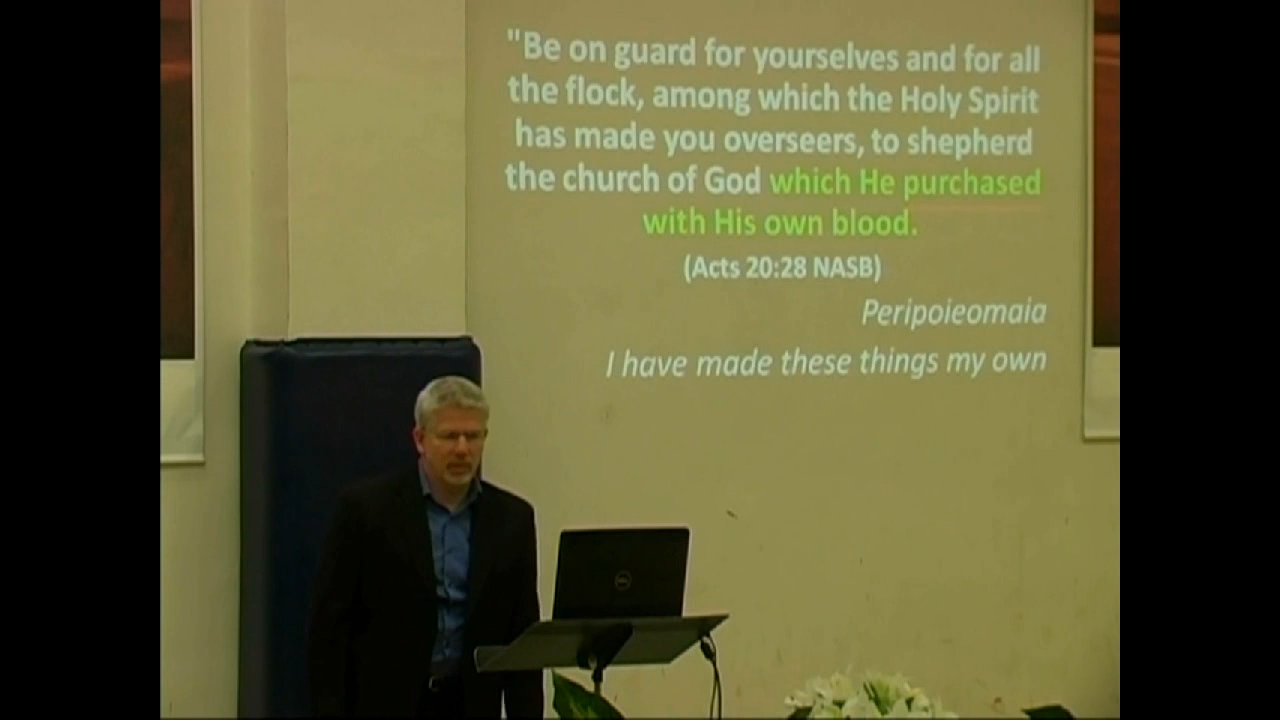 "Be on guard for yourselves and for all
the flock, among which the Holy Spirit
has made you overseers, to shepherd
the church of God which He purchased
with His own blood.
(Acts 20:28 NASB)
Peripoieomaia
I have made these things my own
DELL